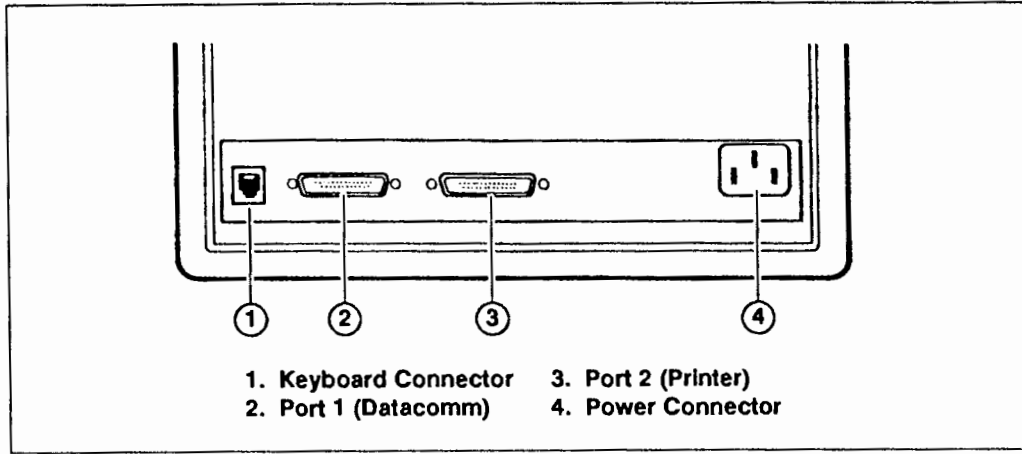 1 2 3 4
1. Keyboard Connector 3. Port 2 (Printer)
2. Port 1 (Datacomm) 4. Power Connector